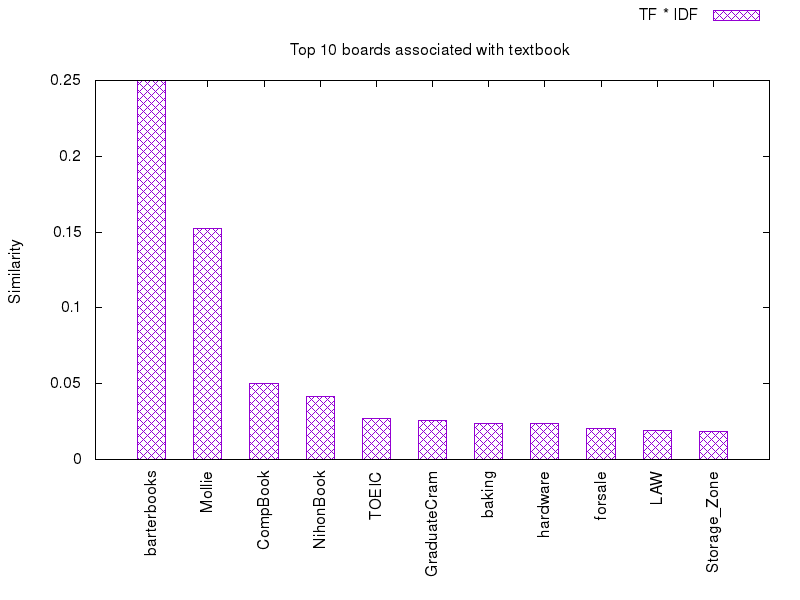 TF * IDF
Top 10 boards associated with textbook
Similarity
0.25
0.2
0.15
0.1
0.05
0
barterbooks
Mollie
CompBook
NihonBook
TOEIC
GraduateCram
baking
hardware
forsale
LAW
Storage_Zone